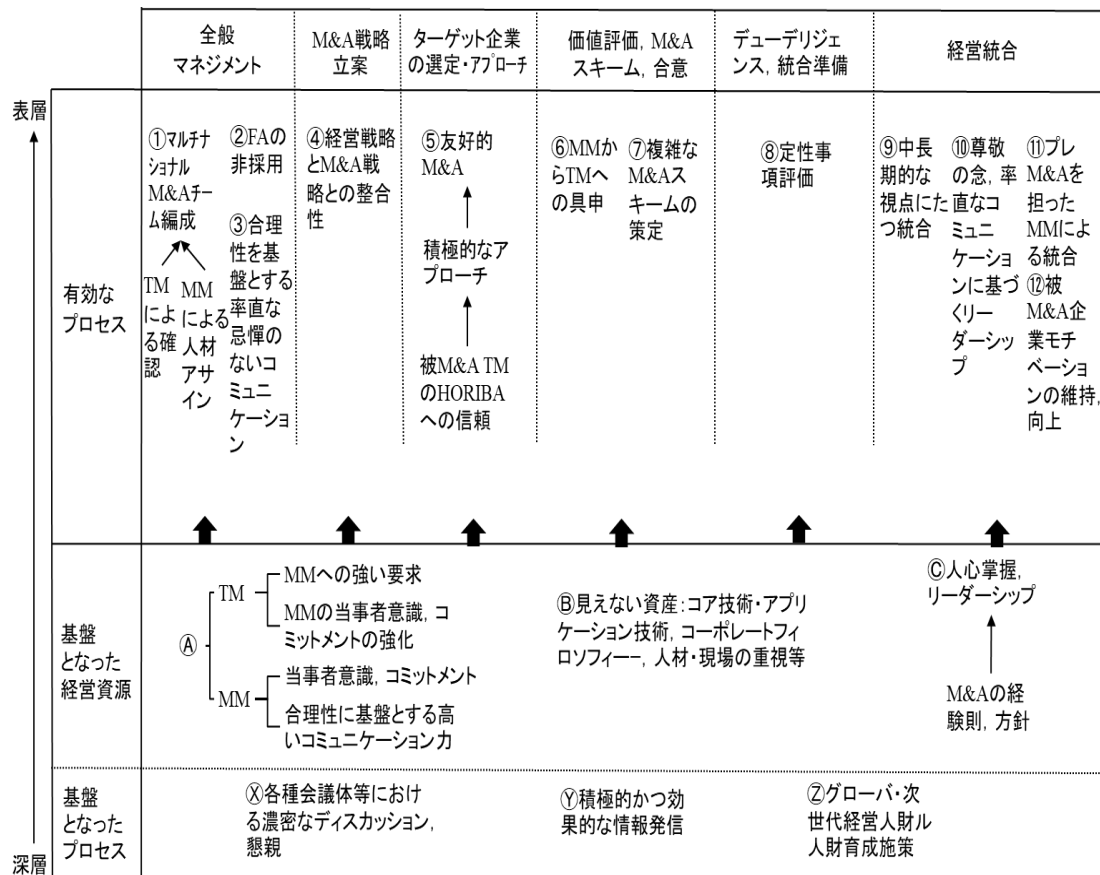 全般
マネジメント
M&A戦略
立案
ターゲット企業
の選定・アプローチ
価値評価, M&A
スキーム, 合意
デューデリジェ
ンス, 統合準備
経営統合
表層
深層
有効な
プロセス
①マルチナ
ショナル
M&Aチー
ム編成
TM
によ
る確
認
MM
による
人材
アサ
イン
②FAの
非採用
③合理
性を基
盤とする
率直な
忌憚の
ないコ
ミュニ
ケーショ
ン
④経営戦略
とM&A戦
略との整合
性
⑤友好的
M&A
積極的なア
プローチ
被M&A TM
のHORIBA
への信頼
⑥MMか
らTMへ
の具申
⑦複雑な
M&Aス
キームの
策定
⑧定性事
項評価
⑨中長
期的な
視点にた
つ統合
⑩尊敬
の念, 率
直なコ
ミュニ
ケーショ
ンに基づ
くリー
ダーシッ
プ
⑪プレ
M&Aを
担った
MMによ
る統合
⑫被
M&A企
業モチ
ベーショ
ンの維持,
向上
基盤
となった
経営資源
Ⓐ
TM
MMへの強い要求
MMの当事者意識, コ
ミットメントの強化
MM
当事者意識, コミットメント
合理性に基盤とする高
いコミュニケーション力
Ⓑ見えない資産:コア技術・アプリ
ケーション技術, コーポレートフィ
ロソフィー, 人材・現場の重視等
Ⓒ人心掌握,
リーダーシップ
M&Aの経
験則, 方針
基盤
となった
プロセス
Ⓧ各種会議体等におけ
る濃密なディスカッション,
懇親
Ⓨ積極的かつ効
果的な情報発信
Ⓩグローバ・次
世代経営人財ル
人財育成施策